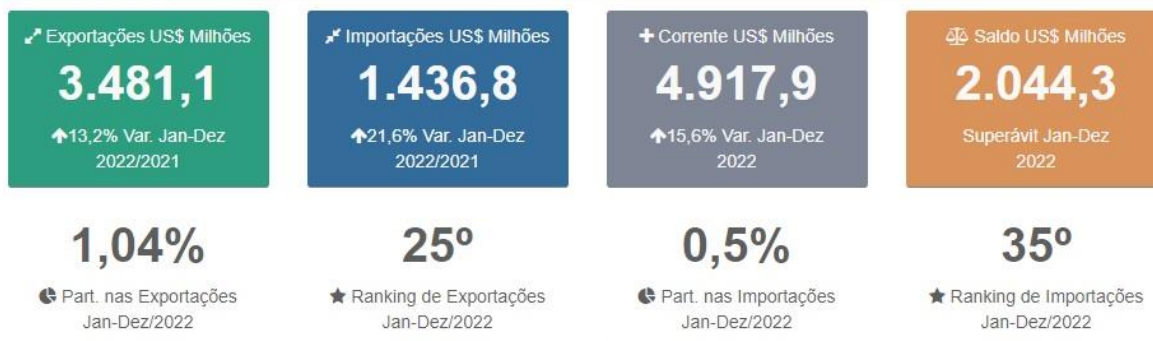 Exportações US$ Milhões
3.481,1
13,2% Var. Jan-Dez
2022/2021
Importações US$ Milhões
1.436,8
21,6% Var. Jan-Dez
2022/2021
Corrente US$ Milhões
4.917,9
15,6% Var. Jan-Dez
2022
Saldo US$ Milhões
2.044,3
Superávit Jan-Dez
2022
1,04%
Part. nas Exportações
Jan-Dez/2022
25º
Ranking de Exportações
Jan-Dez/2022
0,5%
Part. nas Importações
Jan-Dez/2022
35º
Ranking de Importações
Jan-Dez/2022